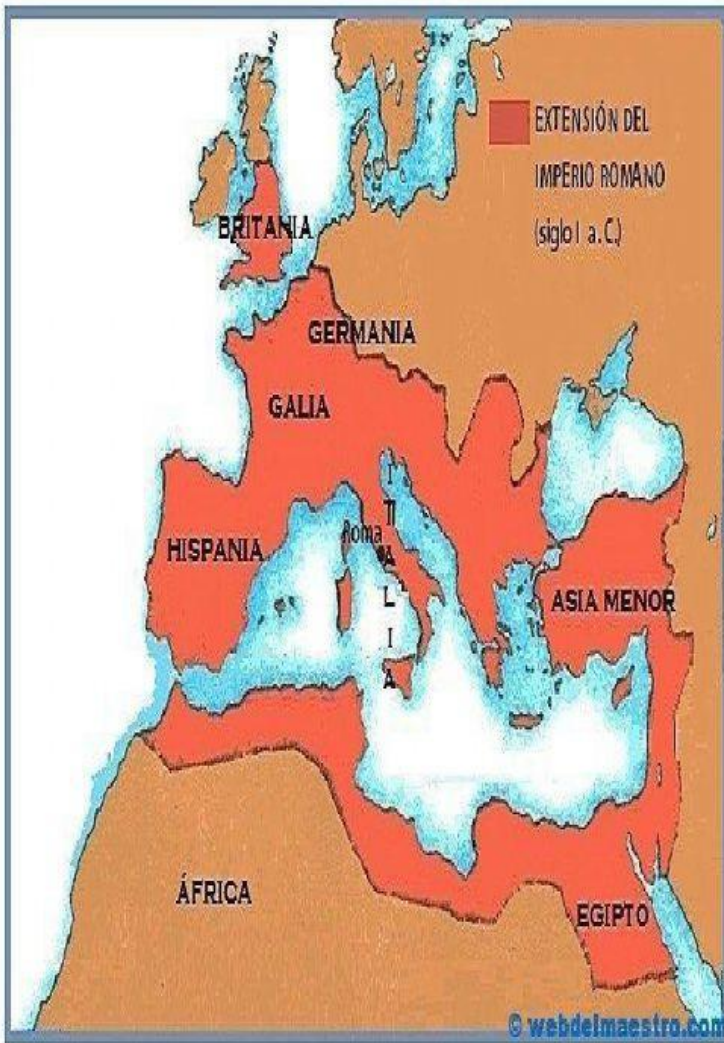 EXTENSIÓN DEL
IMPERIO ROMANO
(siglo I a.C.)
BRITANIA
GERMANIA
GALIA
HISPANIA
Roma
ITALIA
ASIA MENOR
ÁFRICA
EGIPTO
© webdelmaestro.com